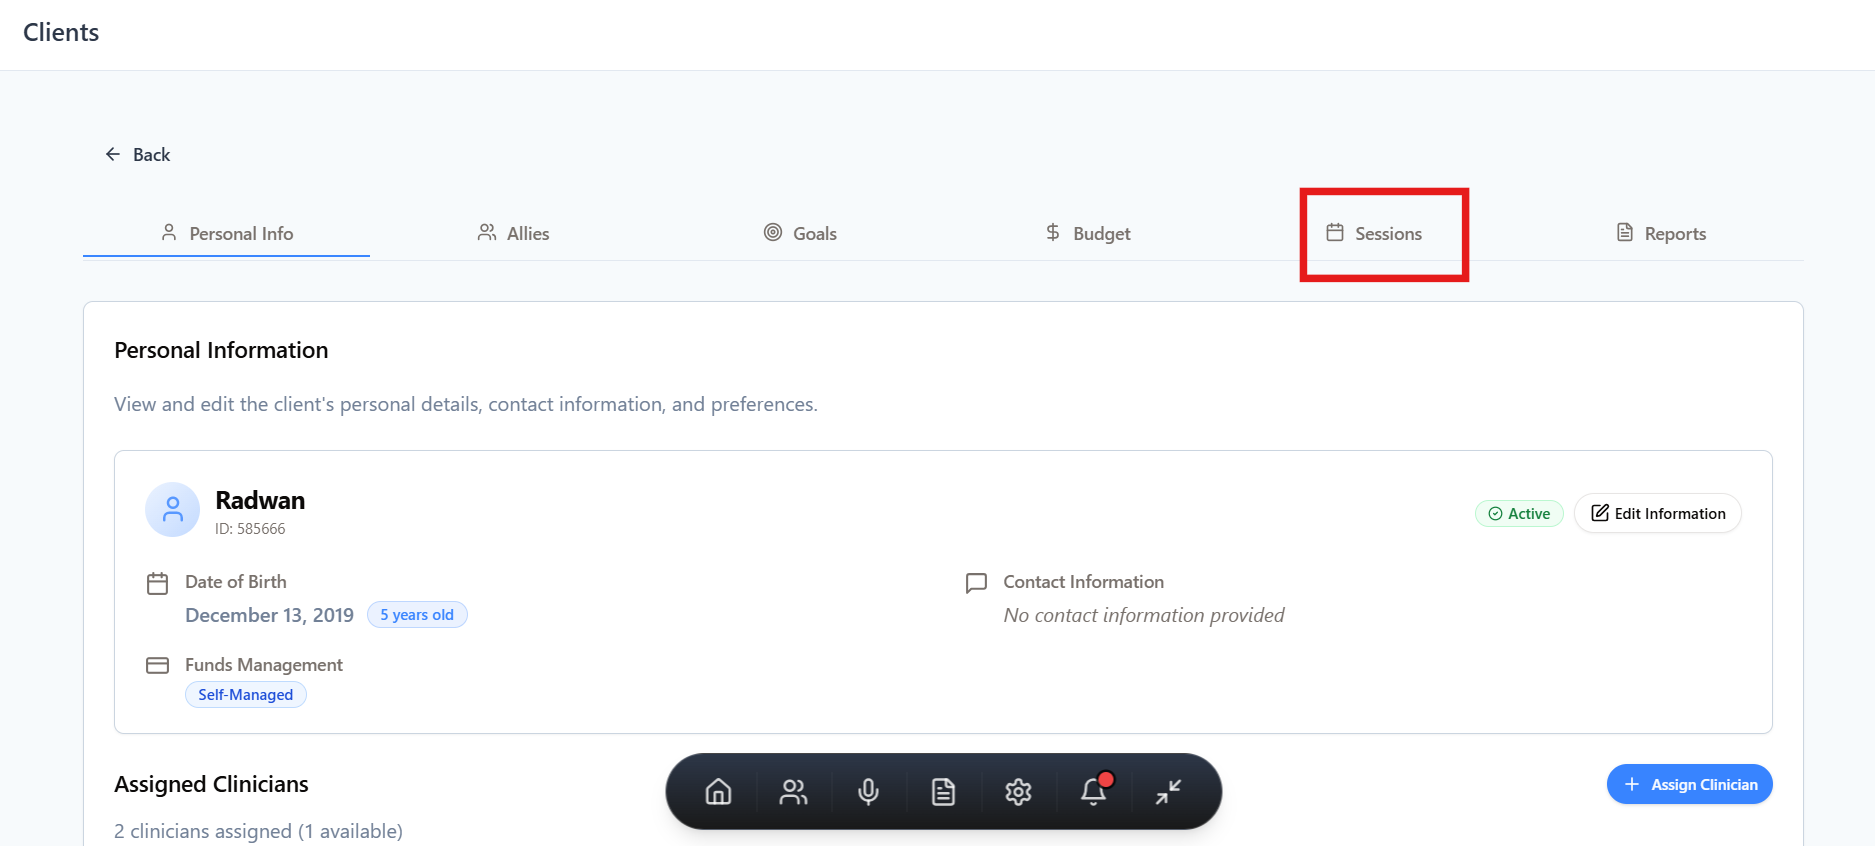 Clients
Back
Personal Info
Allies
Goals
Budget
Sessions
Reports
Personal Information
View and edit the client's personal details, contact information, and preferences.
Radwan
ID: 585666
Active
Edit Information
Date of Birth
December 13, 2019
5 years old
Contact Information
No contact information provided
Funds Management
Self-Managed
Assigned Clinicians
Assign Clinician
2 clinicians assigned (1 available)